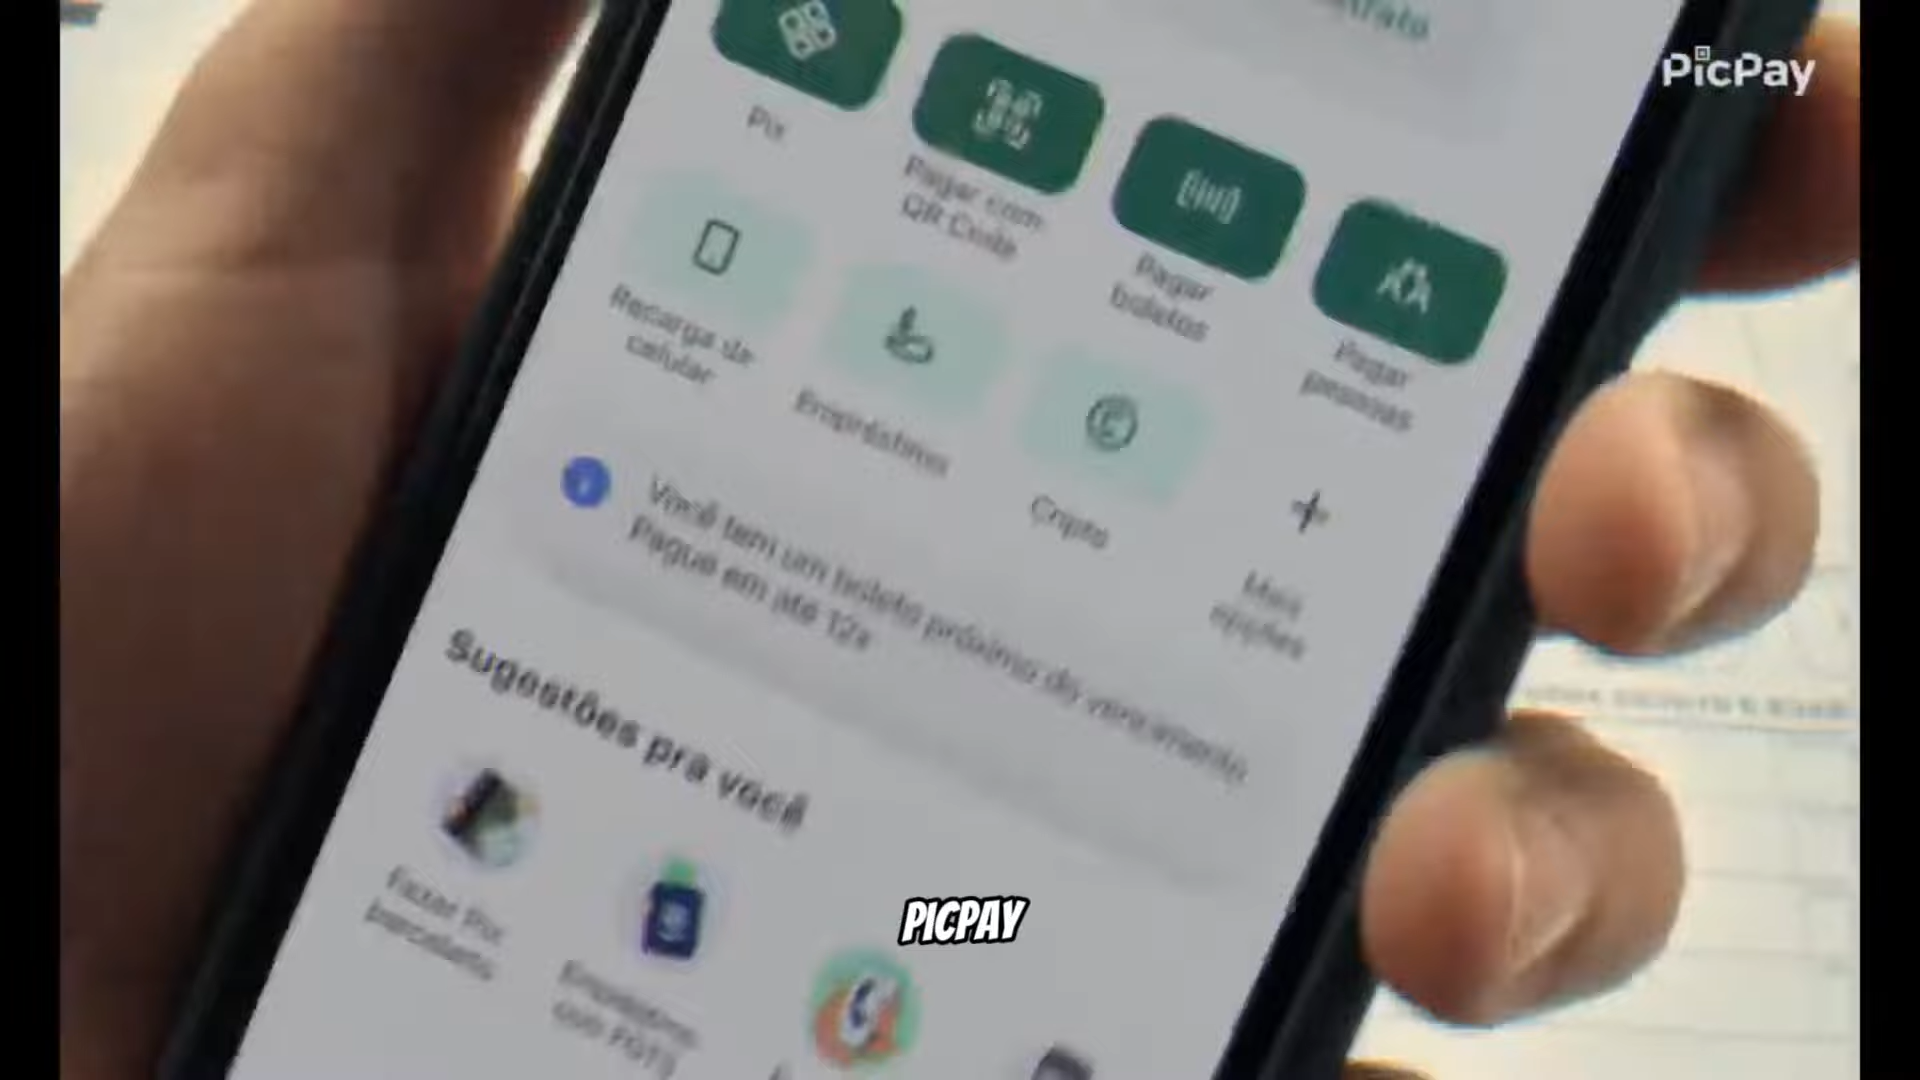 PicPay
Pix
Pagar com
QR Code
Pagar
boletos
Pagar
pessoas
Recarga de
celular
Empréstimo
Cripto
Mais
opções
Você tem um boleto próximo do vencimento
Pague em até 12x
Sugestões pra você
Fazer Pix
parcelado
Empréstimo
com FGTS
PICPAY